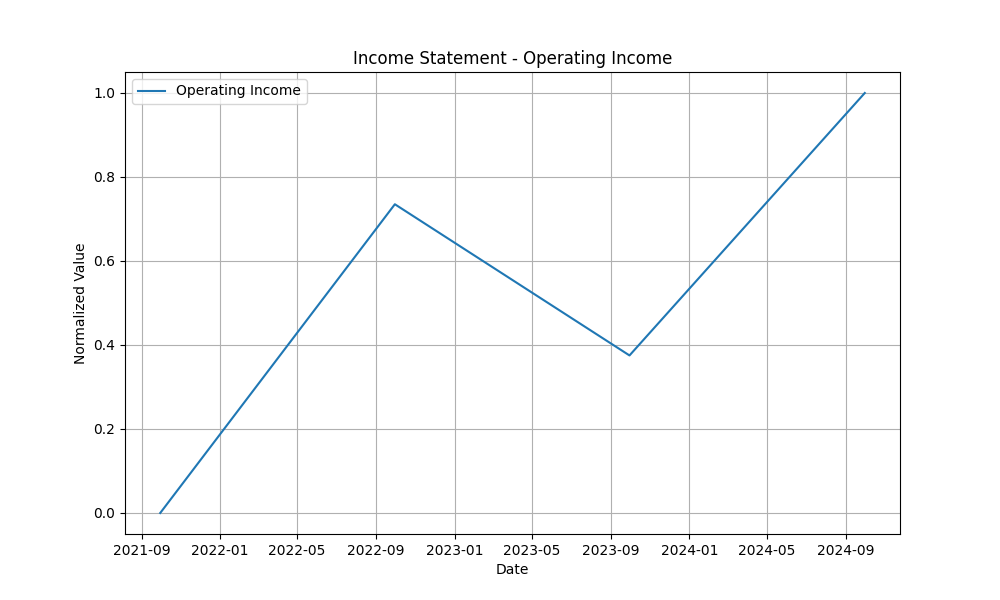 Income Statement - Operating Income
Operating Income
Normalized Value
1.0
0.8
0.6
0.4
0.2
0.0
2021-09 2022-01 2022-05 2022-09 2023-01 2023-05 2023-09 2024-01 2024-05 2024-09
Date